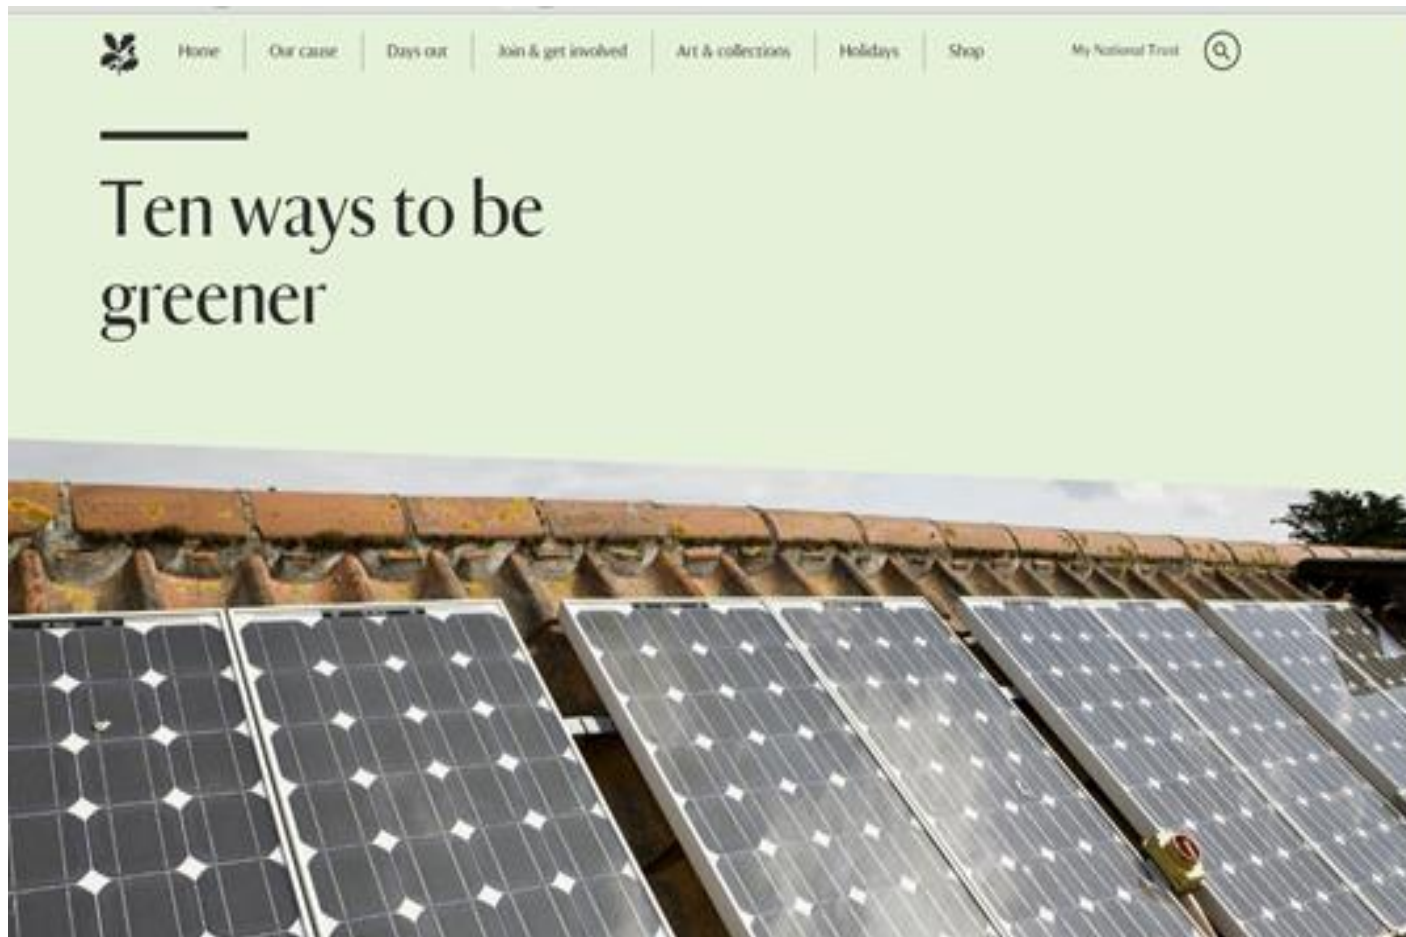 Home Our cause Days out Join & get involved Art & collections Holidays Shop My National Trust
Ten ways to be
greener